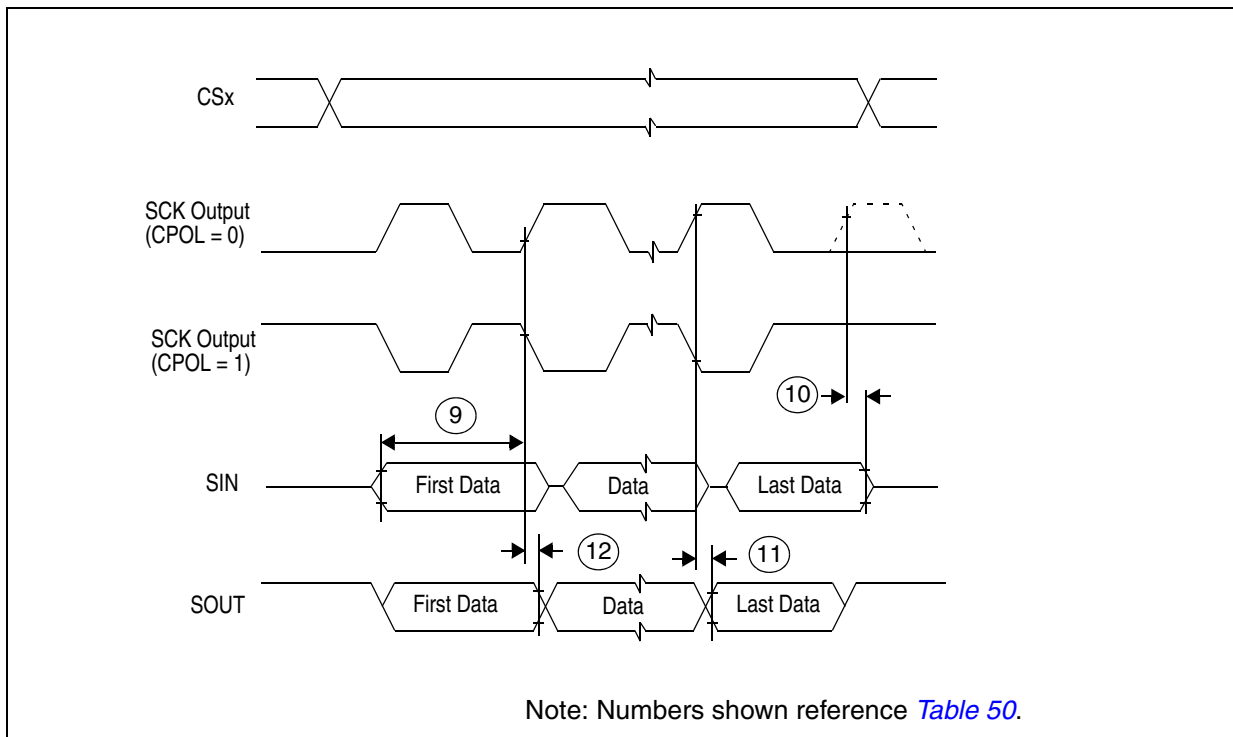 CSx
SCK Output
(CPOL = 0)
SCK Output
(CPOL = 1)
10
9
SIN
First Data
Data
Last Data
12
11
SOUT
First Data
Data
Last Data
Note: Numbers shown reference Table 50.